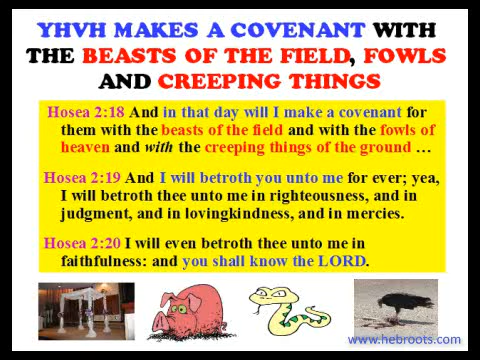 YHVH MAKES A COVENANT WITH
THE BEASTS OF THE FIELD, FOWLS
AND CREEPING THINGS
Hosea 2:18 And in that day will I make a covenant for
them with the beasts of the field and with the fowls of
heaven and with the creeping things of the ground …
Hosea 2:19 And I will betroth you unto me for ever; yea,
I will betroth thee unto me in righteousness, and in
judgment, and in lovingkindness, and in mercies.
Hosea 2:20 I will even betroth thee unto me in
faithfulness: and you shall know the LORD.
www.hebroots.com